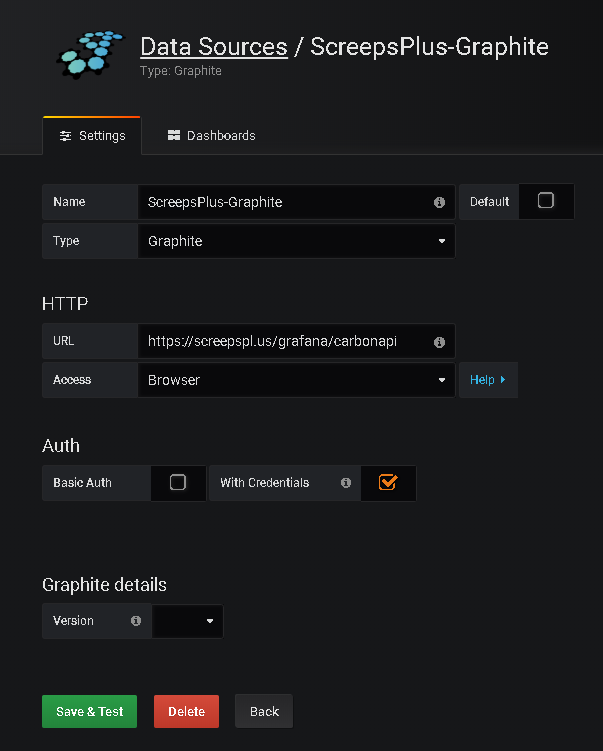 Data Sources / ScreepsPlus-Graphite
Type: Graphite
Settings Dashboards
Name ScreepsPlus-Graphite Default
Type Graphite
HTTP
URL https://screepspl.us/grafana/carbonapi
Access Browser Help
Auth
Basic Auth With Credentials
Graphite details
Version
Save & Test Delete Back